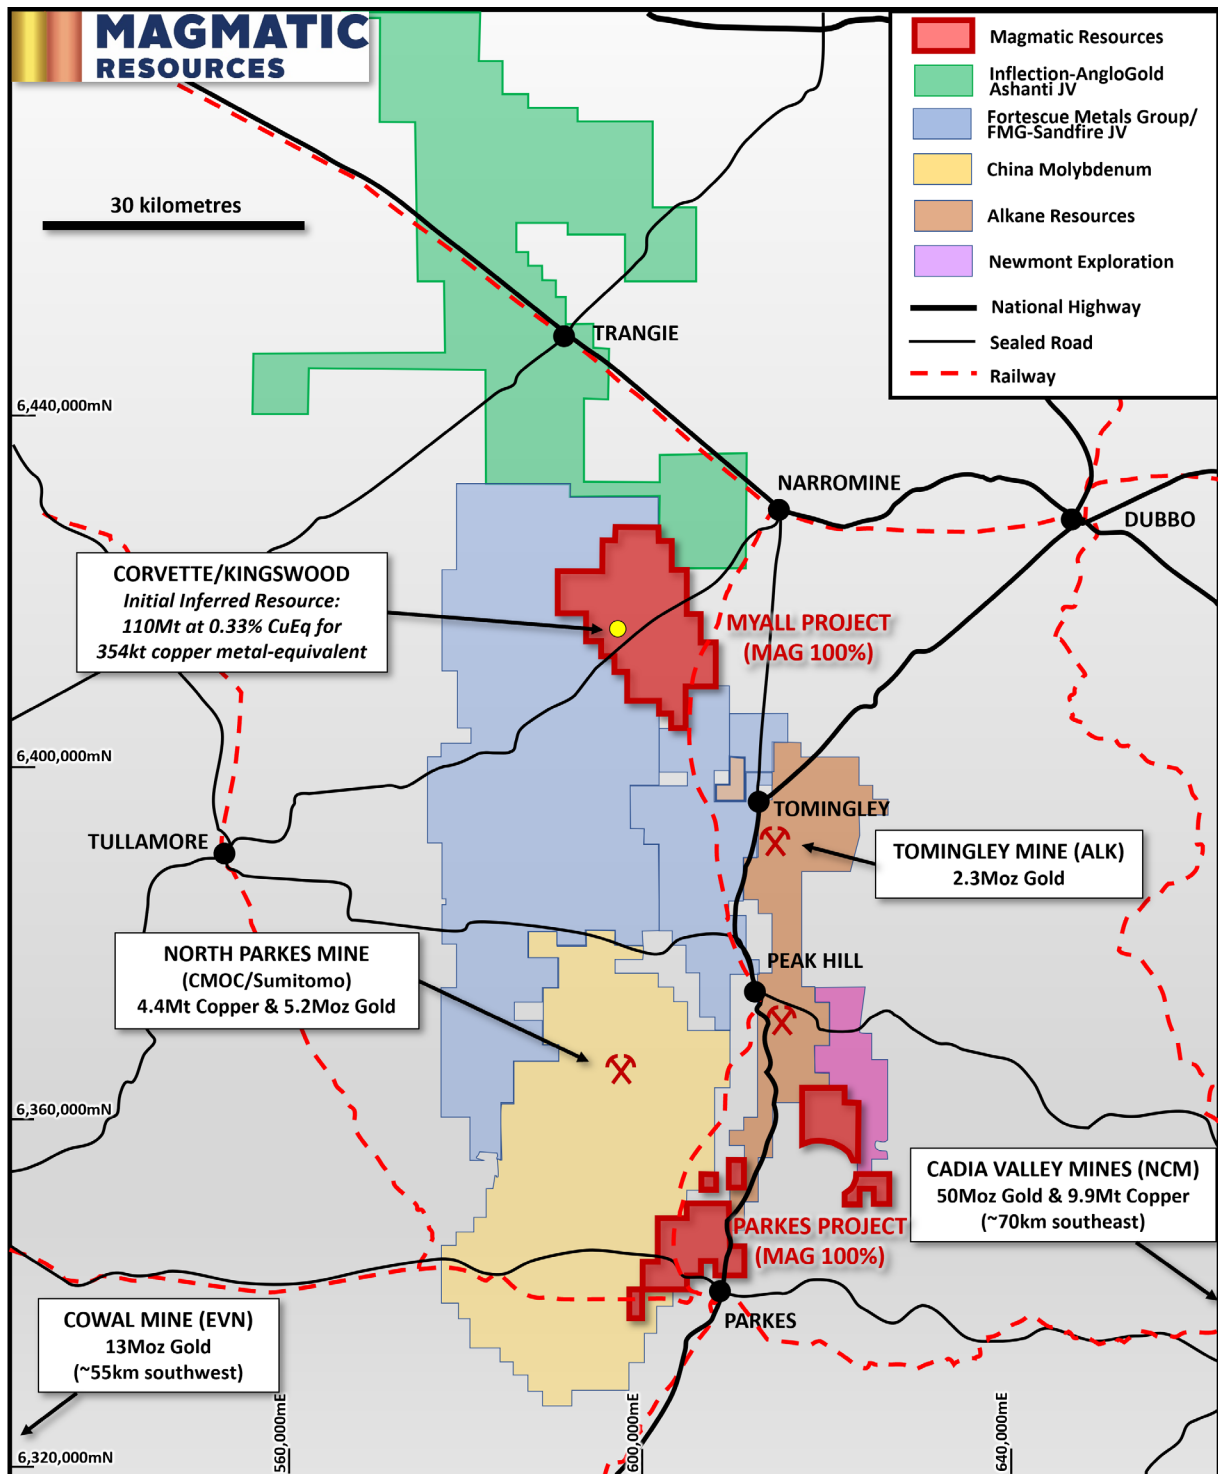 MAGMATIC
RESOURCES
Magmatic Resources
Inflection-AngloGold
Ashanti JV
Fortescue Metals Group/
FMG-Sandfire JV
China Molybdenum
Alkane Resources
Newmont Exploration
National Highway
Sealed Road
Railway
30 kilometres
TRANGIE
6,440,000mN
NARROMINE
DUBBO
CORVETTE/KINGSWOOD
Initial Inferred Resource:
110Mt at 0.33% CuEq for
354kt copper metal-equivalent
MYALL PROJECT
(MAG 100%)
6,400,000mN
TOMINGLEY
TULLAMORE
TOMINGLEY MINE (ALK)
2.3Moz Gold
NORTH PARKES MINE
(CMOC/Sumitomo)
4.4Mt Copper & 5.2Moz Gold
PEAK HILL
6,360,000mN
CADIA VALLEY MINES (NCM)
50Moz Gold & 9.9Mt Copper
(~70km southeast)
PARKES PROJECT
(MAG 100%)
PARKES
COWAL MINE (EVN)
13Moz Gold
(~55km southwest)
6,320,000mN
560,000mE
600,000mE
640,000mE